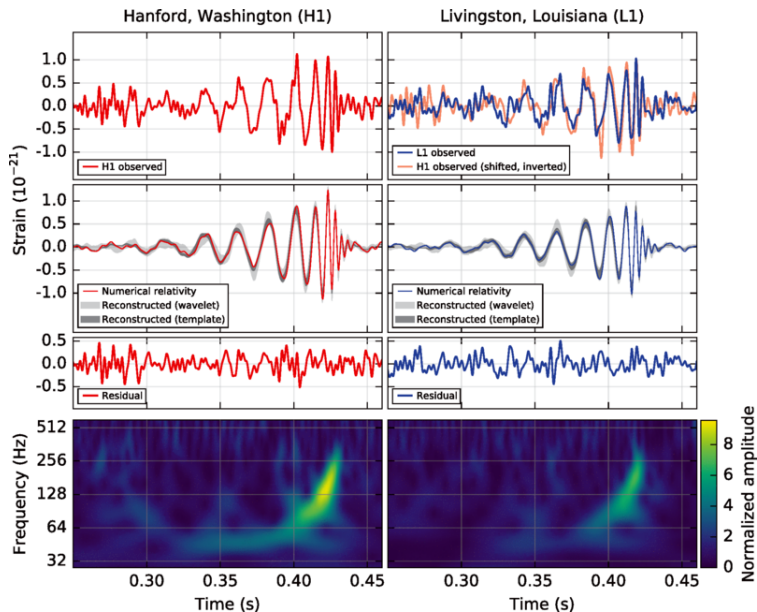 Hanford, Washington (H1)
Livingston, Louisiana (L1)
1.0
0.5
0.0
-0.5
-1.0
H1 observed
L1 observed
H1 observed (shifted, inverted)
Strain (10⁻²¹)
1.0
0.5
0.0
-0.5
-1.0
Numerical relativity
Reconstructed (wavelet)
Reconstructed (template)
Numerical relativity
Reconstructed (wavelet)
Reconstructed (template)
0.5
0.0
-0.5
Residual
Residual
Frequency (Hz)
512
256
128
64
32
0.30
0.35
0.40
0.45
Time (s)
0.30
0.35
0.40
0.45
Time (s)
8
6
4
2
0
Normalized amplitude